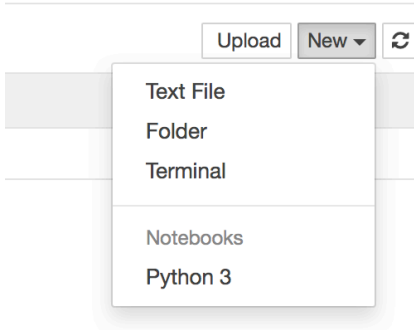 Upload New
Text File
Folder
Terminal
Notebooks
Python 3